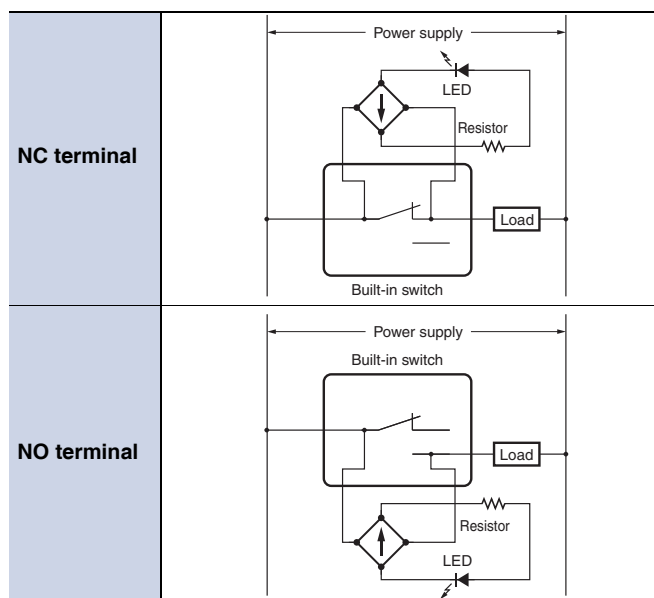 NC terminal
Power supply
LED
Resistor
Load
Built-in switch
NO terminal
Power supply
Built-in switch
Load
Resistor
LED